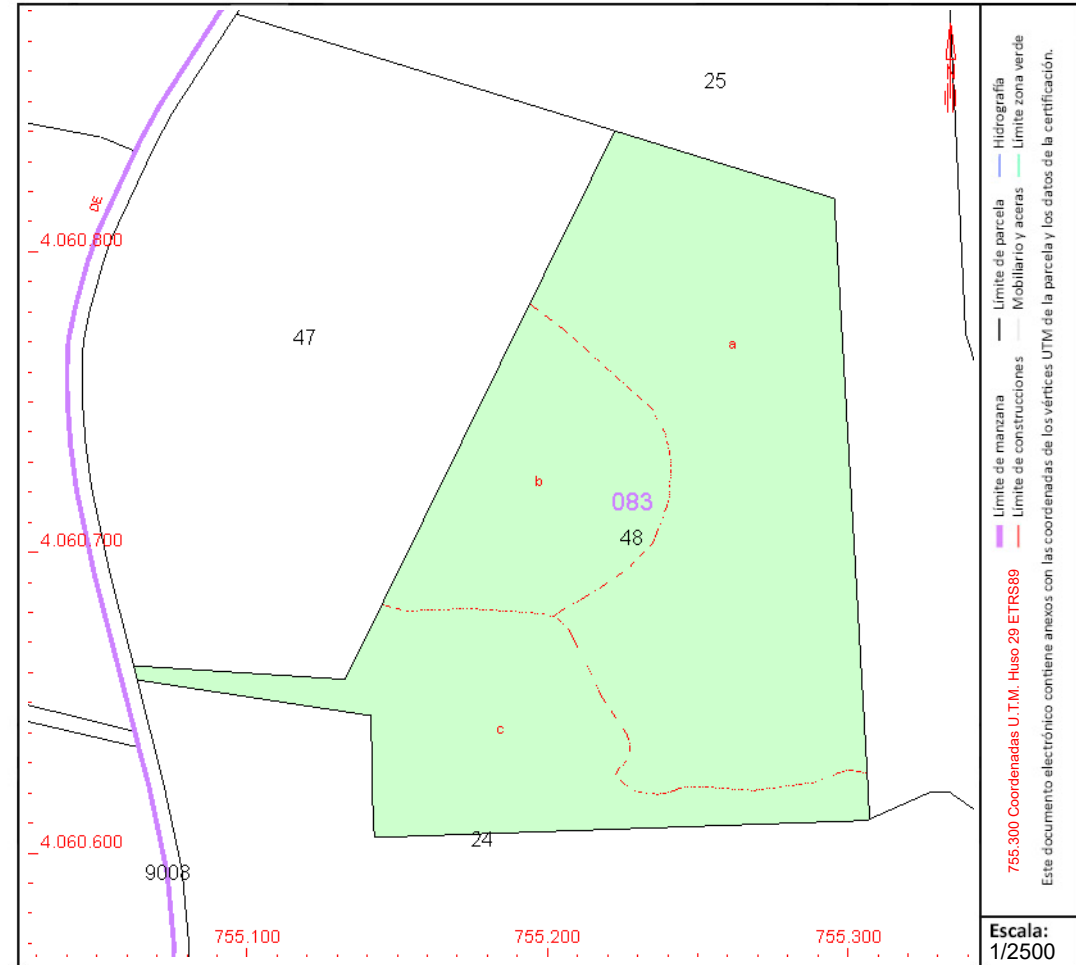 25
DE
4.060.800
47
a
b
083
48
4.060.700
c
24
4.060.600
9008
755.100
755.200
755.300
Hidrografía
Límite zona verde
Límite de parcela
Mobiliario y aceras
Límite de manzana
Límite de construcciones
755.300 Coordenadas U.T.M. Huso 29 ETRS89
Este documento electrónico contiene anexos con las coordenadas de los vértices UTM de la parcela y los datos de la certificación.
Escala:
1/2500